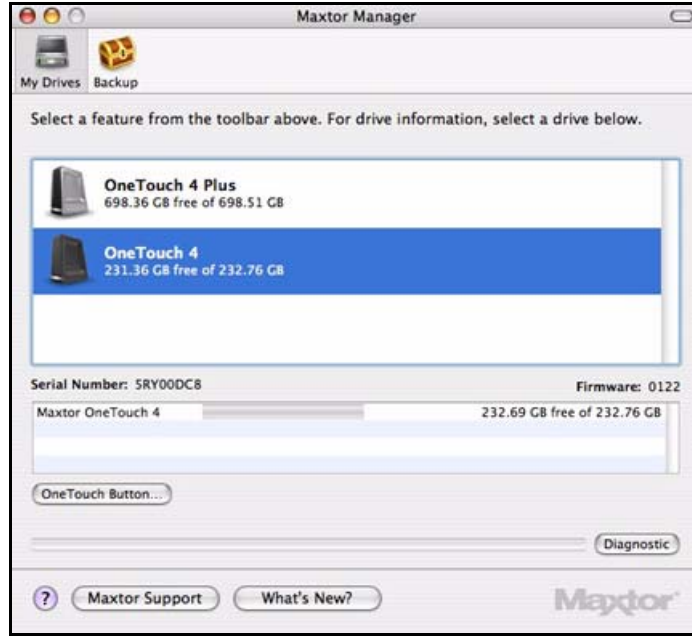 Maxtor Manager
My Drives Backup
Select a feature from the toolbar above. For drive information, select a drive below.
OneTouch 4 Plus
698.36 GB free of 698.51 GB
OneTouch 4
231.36 GB free of 232.76 GB
Serial Number: 5RY00DC8 Firmware: 0122
Maxtor OneTouch 4 232.69 GB free of 232.76 GB
OneTouch Button...
Diagnostic
? Maxtor Support What's New? Maxtor